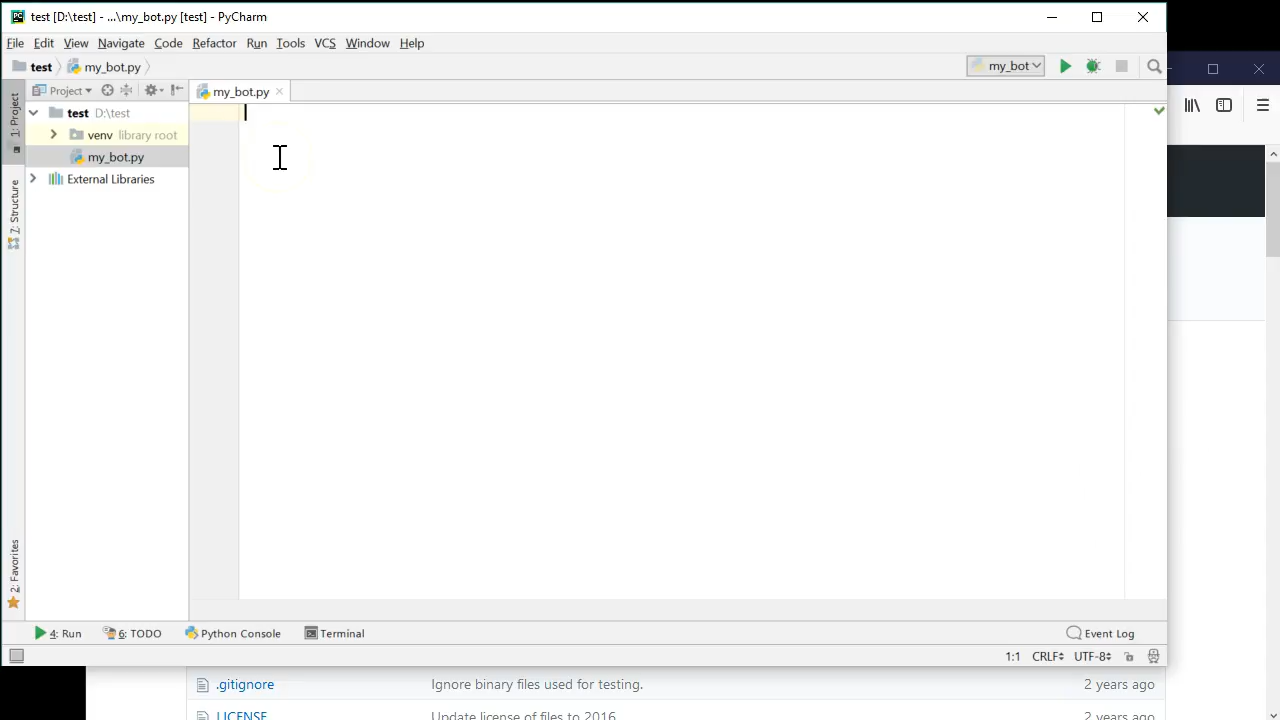 test [D:\test] - ...\my_bot.py [test] - PyCharm
File Edit View Navigate Code Refactor Run Tools VCS Window Help
test my_bot.py my_bot
1: Project
Project
my_bot.py
test D:\test
venv library root
my_bot.py
External Libraries
7: Structure
2: Favorites
4: Run 6: TODO Python Console Terminal Event Log
1:1 CRLF UTF-8
.gitignore Ignore binary files used for testing. 2 years ago
LICENSE Update license of files to 2016. 2 years ago